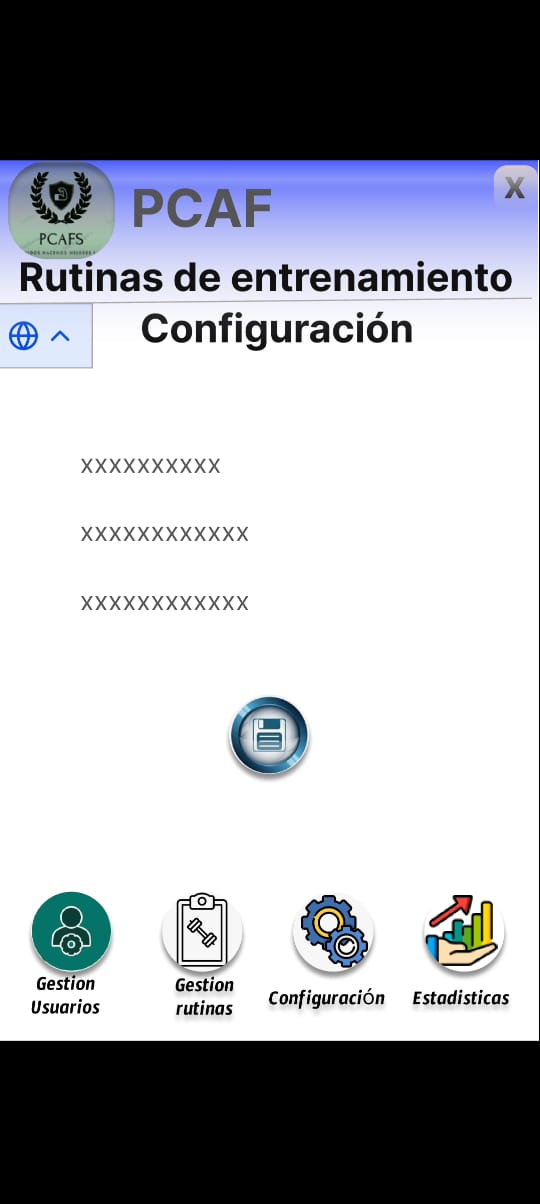 PCAF
X
PCAFS
Rutinas de entrenamiento
Configuración
xxxxxxxxxx
xxxxxxxxxxxx
xxxxxxxxxxxx
Gestion
Usuarios
Gestion
rutinas
Configuración
Estadisticas